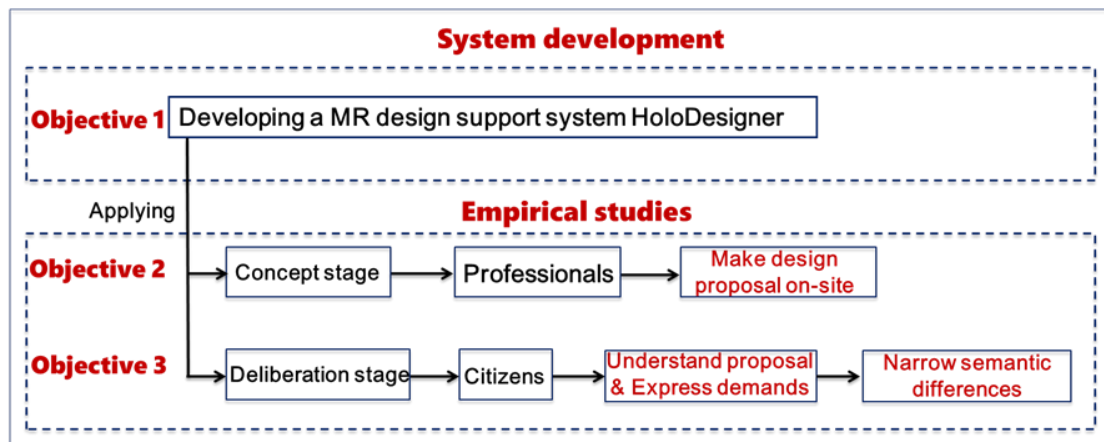 System development
Objective 1
Developing a MR design support system HoloDesigner
Applying
Empirical studies
Objective 2
Concept stage
Professionals
Make design
proposal on-site
Objective 3
Deliberation stage
Citizens
Understand proposal
& Express demands
Narrow semantic
differences